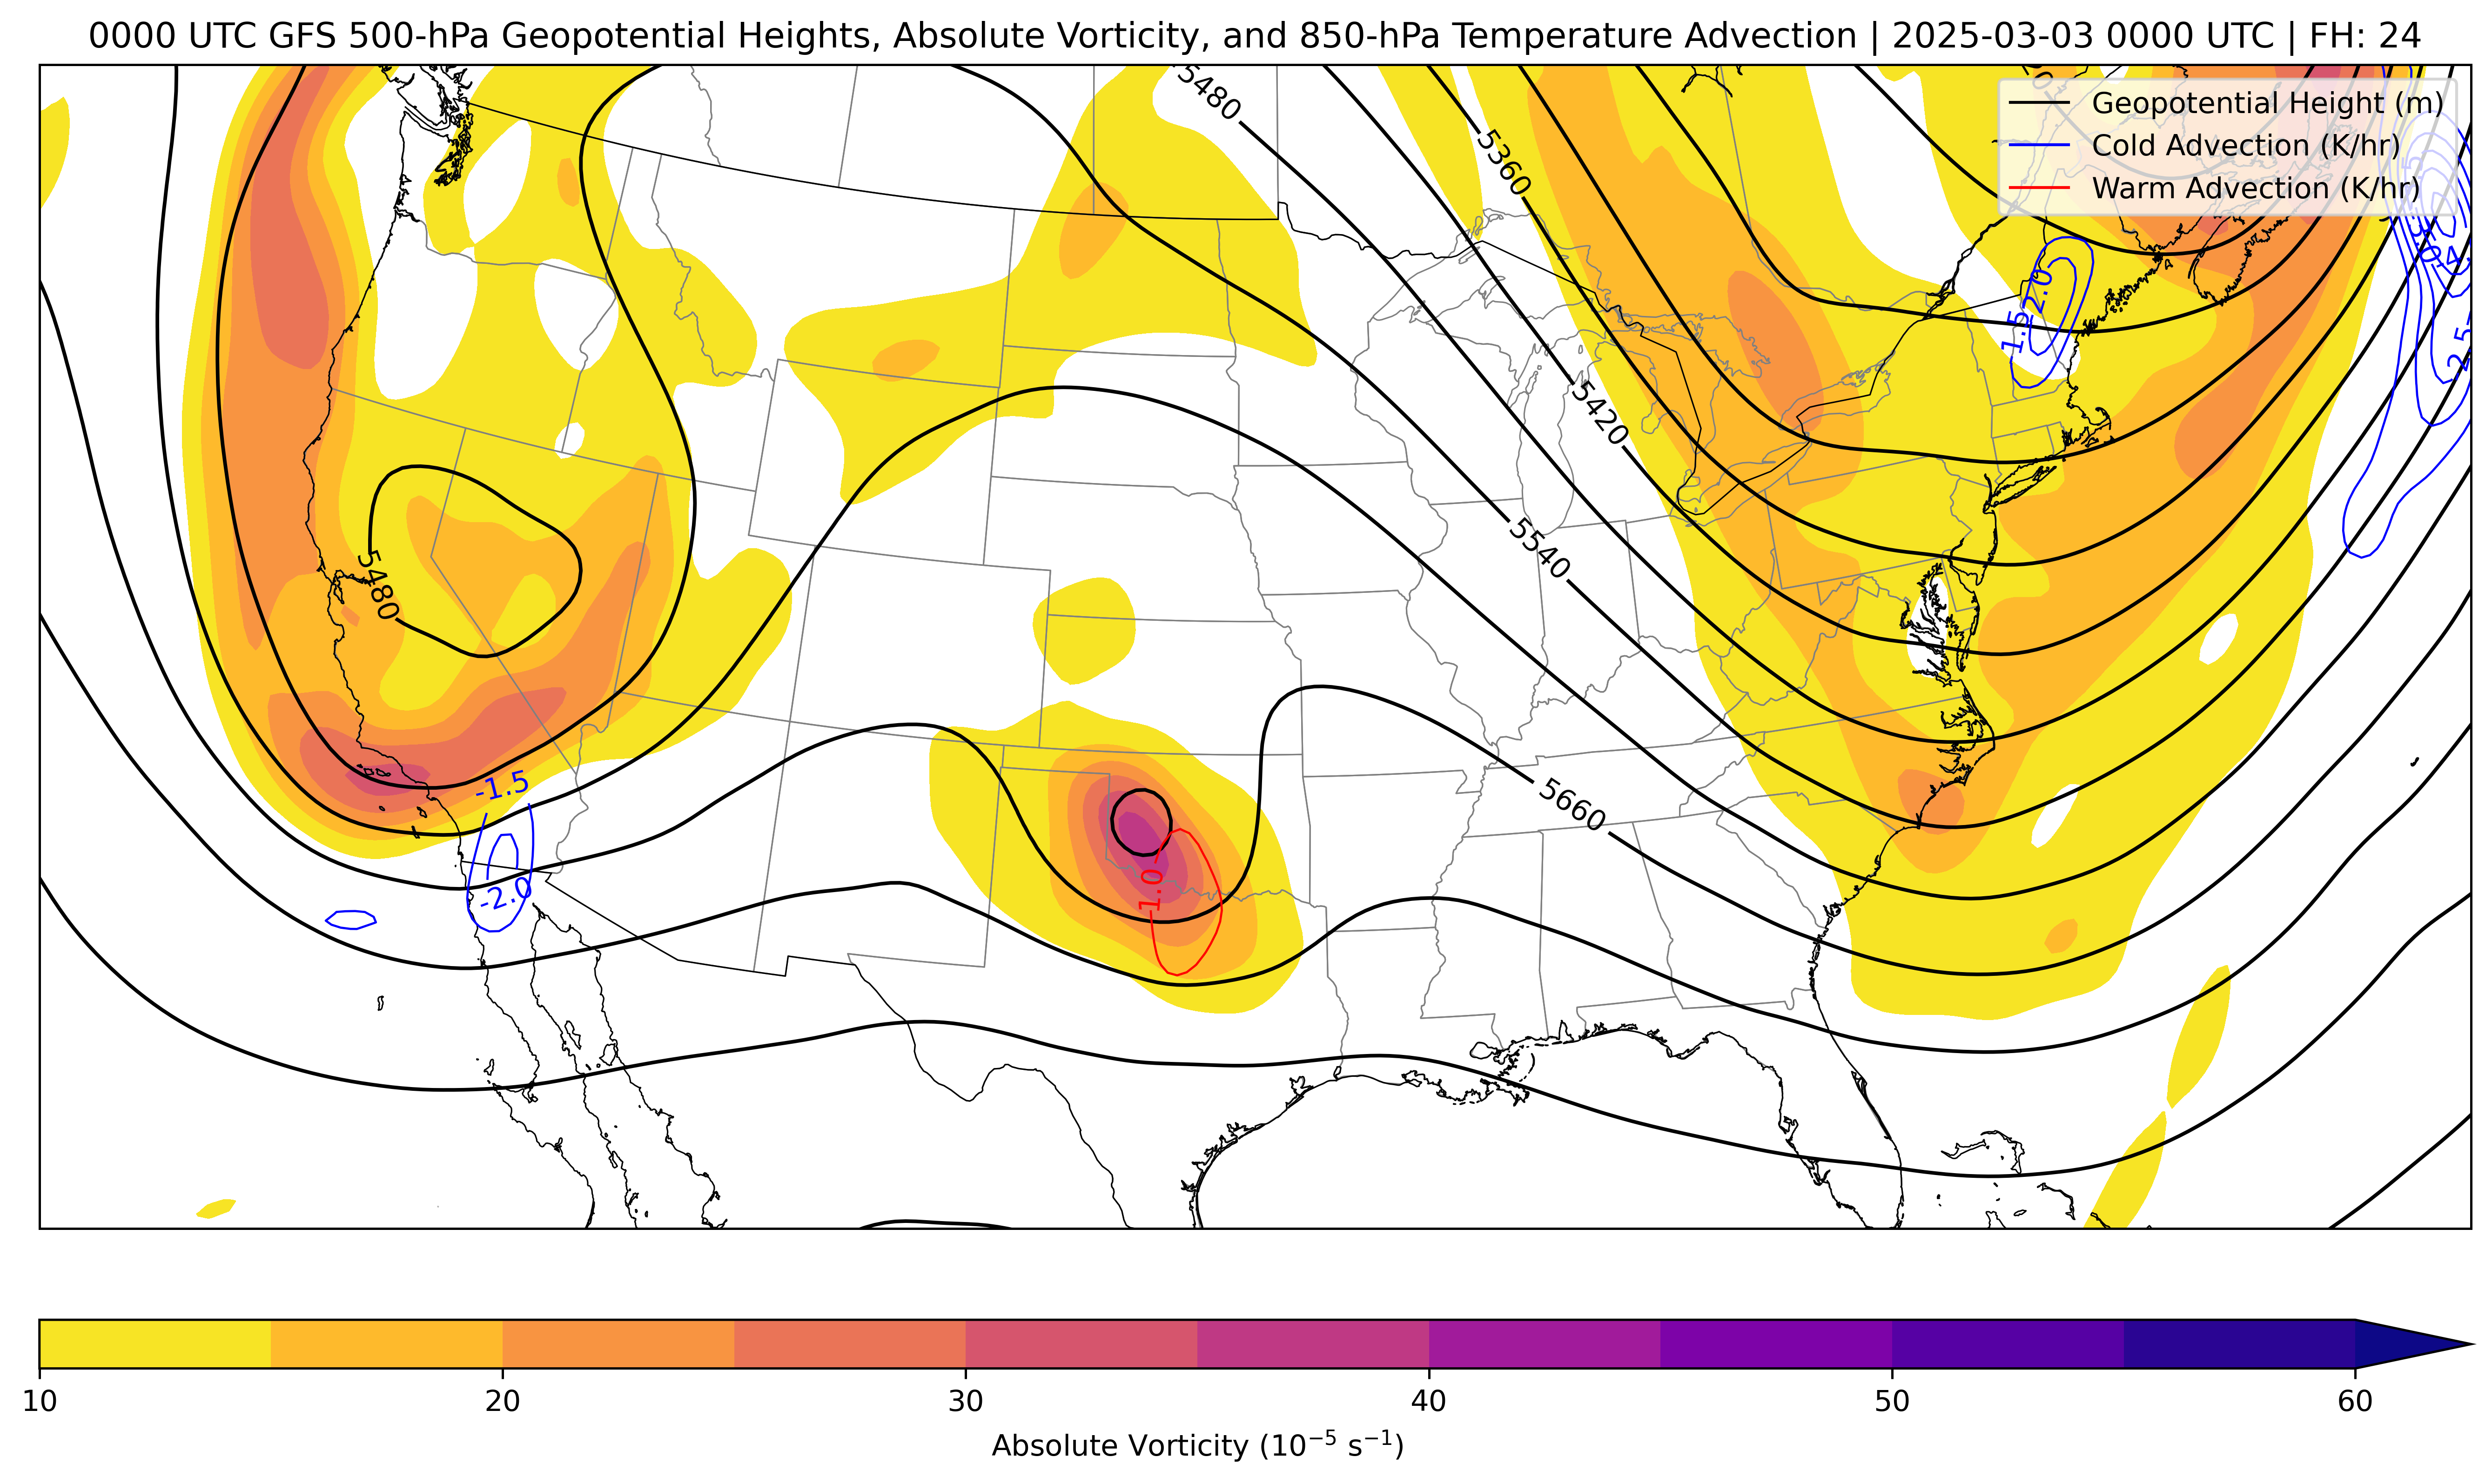 0000 UTC GFS 500-hPa Geopotential Heights, Absolute Vorticity, and 850-hPa Temperature Advection | 2025-03-03 0000 UTC | FH: 24
Geopotential Height (m)
Cold Advection (K/hr)
Warm Advection (K/hr)
5480
5360
5420
5540
5480
5660
-1.5
-2.0
1.0
-1.5
-2.0
-2.5
10 20 30 40 50 60
Absolute Vorticity (10⁻⁵ s⁻¹)